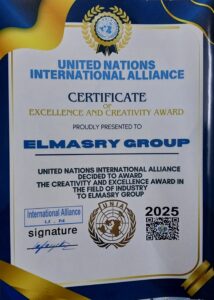 UNITED NATIONS
INTERNATIONAL ALLIANCE
CERTIFICATE
OF
EXCELLENCE AND CREATIVITY AWARD
PROUDLY PRESENTED TO
ELMASRY GROUP
UNITED NATIONS INTERNATIONAL ALLIANCE
DECIDED TO AWARD
THE CREATIVITY AND EXCELLENCE AWARD IN
THE FIELD OF INDUSTRY
TO ELMASRY GROUP
International Alliance
signature
U.N.I.A
2025